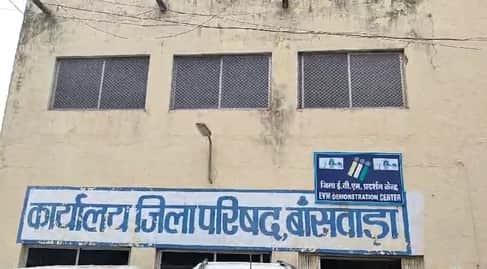 जिला ई.वी.एम. प्रदर्शन केन्द्र
EVM DEMONSTRATION CENTER
कार्यालय जिला परिषद, बाँसवाड़ा